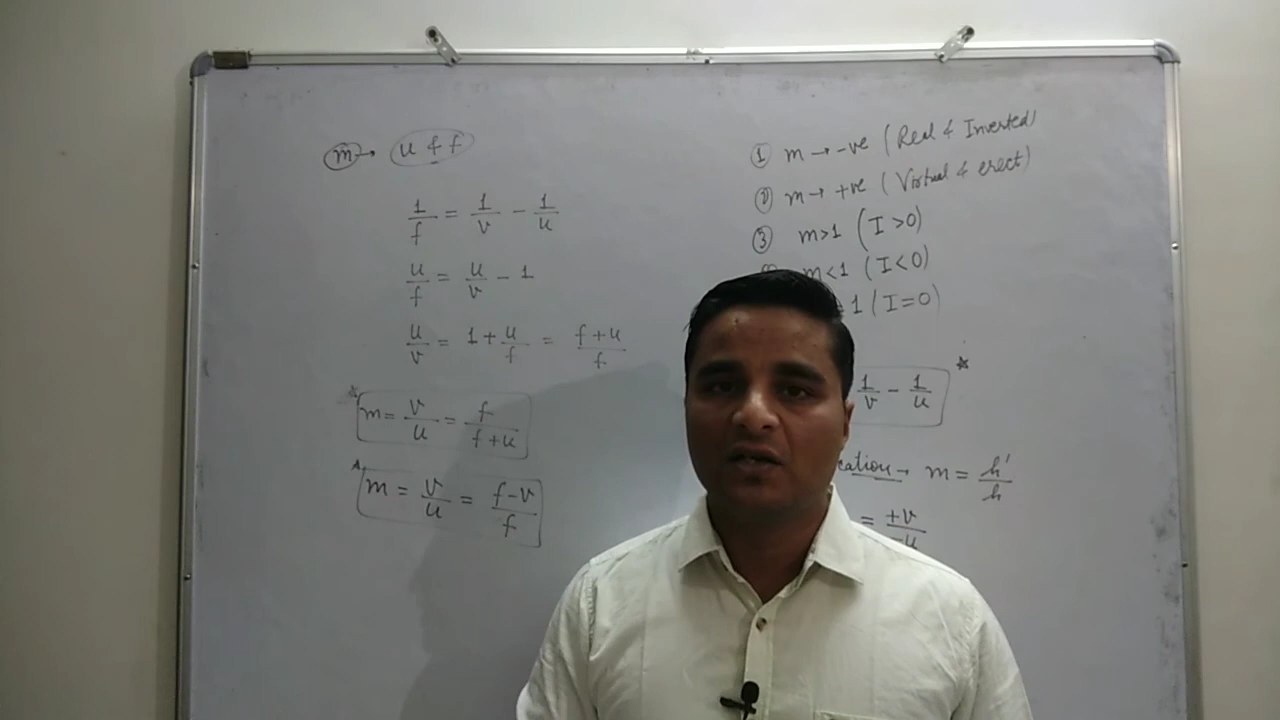 m → u & f
1/f = 1/v - 1/u
u/f = u/v - 1
u/v = 1 + u/f = f+u/f
m = v/u = f/f+u
m = v/u = f-v/f
① m → -ve (Real & Inverted)
② m → +ve (Virtual & erect)
③ m>1 (I>0)
m<1 (I<0)
1 (I=0)
1/v - 1/u
cation → m = h'/h
= +v/-u